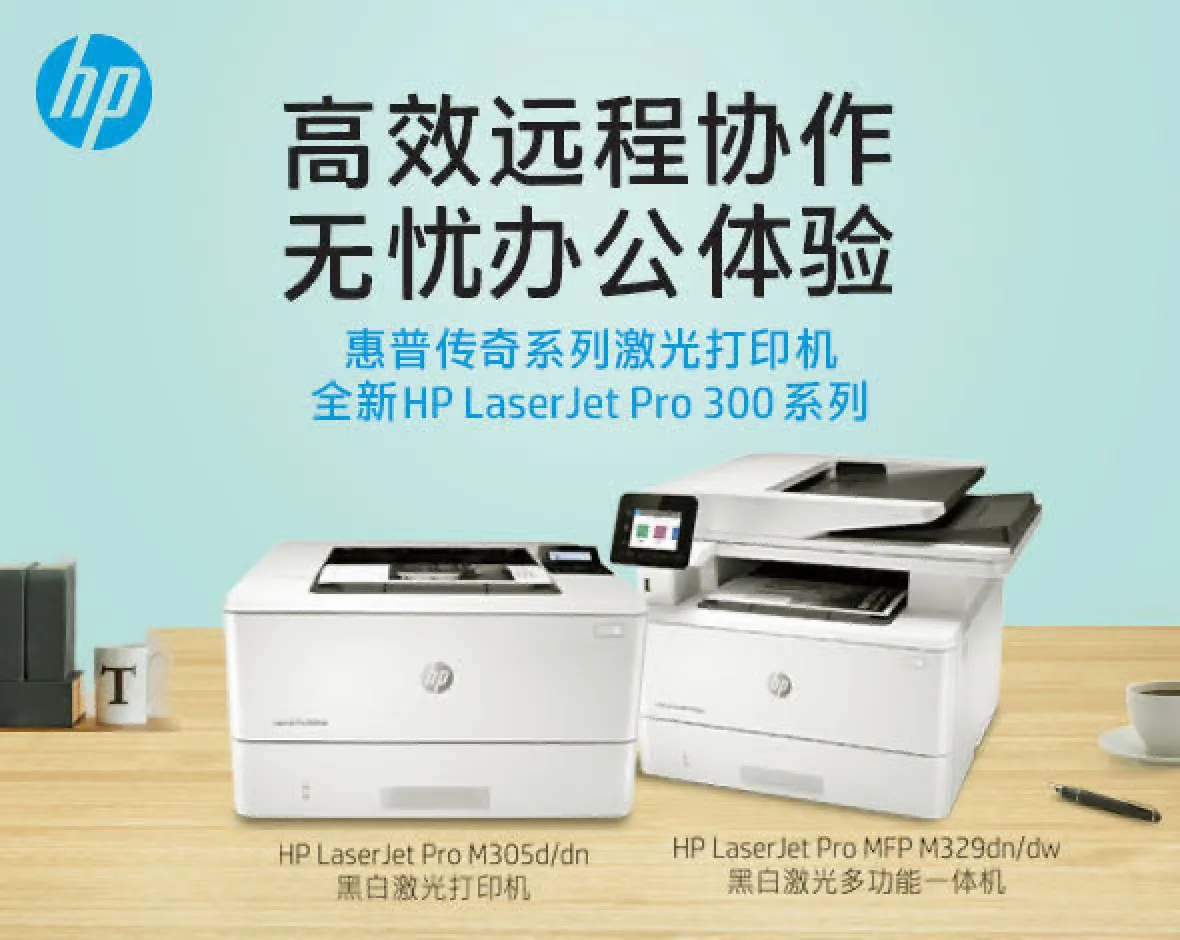 hp
高效远程协作
无忧办公体验
惠普传奇系列激光打印机
全新HP LaserJet Pro 300 系列
hp
hp
T
HP LaserJet Pro M305d/dn
黑白激光打印机
HP LaserJet Pro MFP M329dn/dw
黑白激光多功能一体机